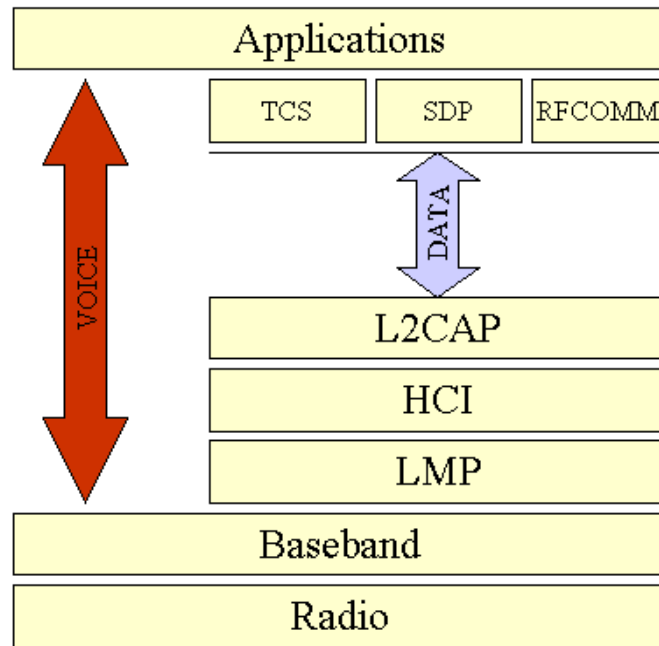 Applications
TCS
SDP
RFCOMM
VOICE
DATA
L2CAP
HCI
LMP
Baseband
Radio